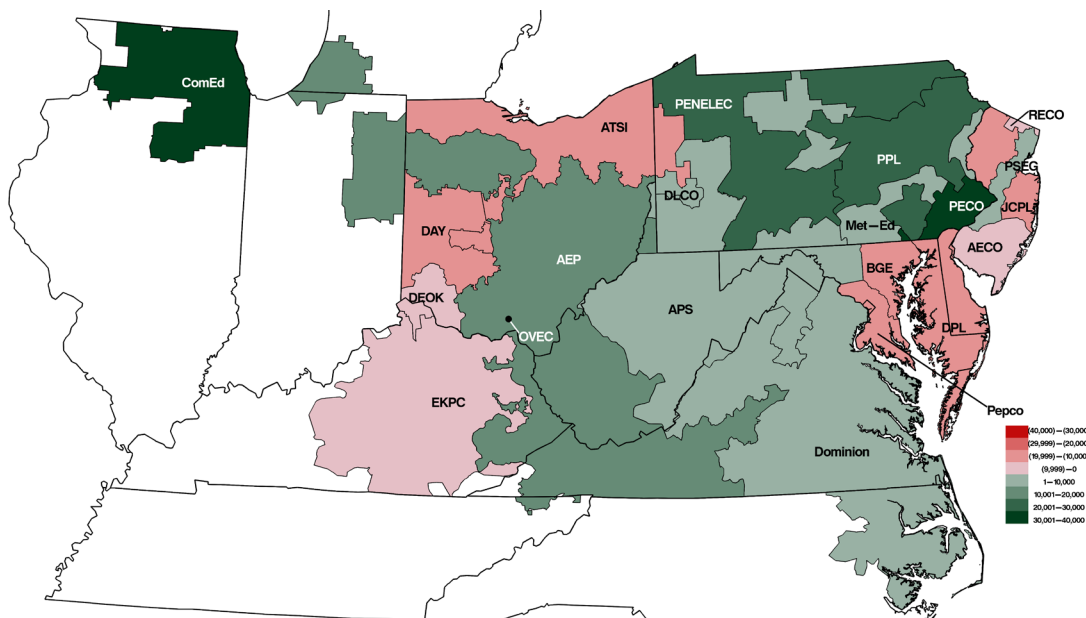 ComEd
PENELEC
RECO
ATSI
PSEG
PPL
DLCO
PECO
JCPL
Met–Ed
DAY
AECO
AEP
BGE
DEOK
APS
DPL
OVEC
EKPC
Pepco
(40,000)–(30,000
(29,999)–(20,000
(19,999)–(10,000
(9,999)–0
1–10,000
Dominion
10,001–20,000
20,001–30,000
30,001–40,000